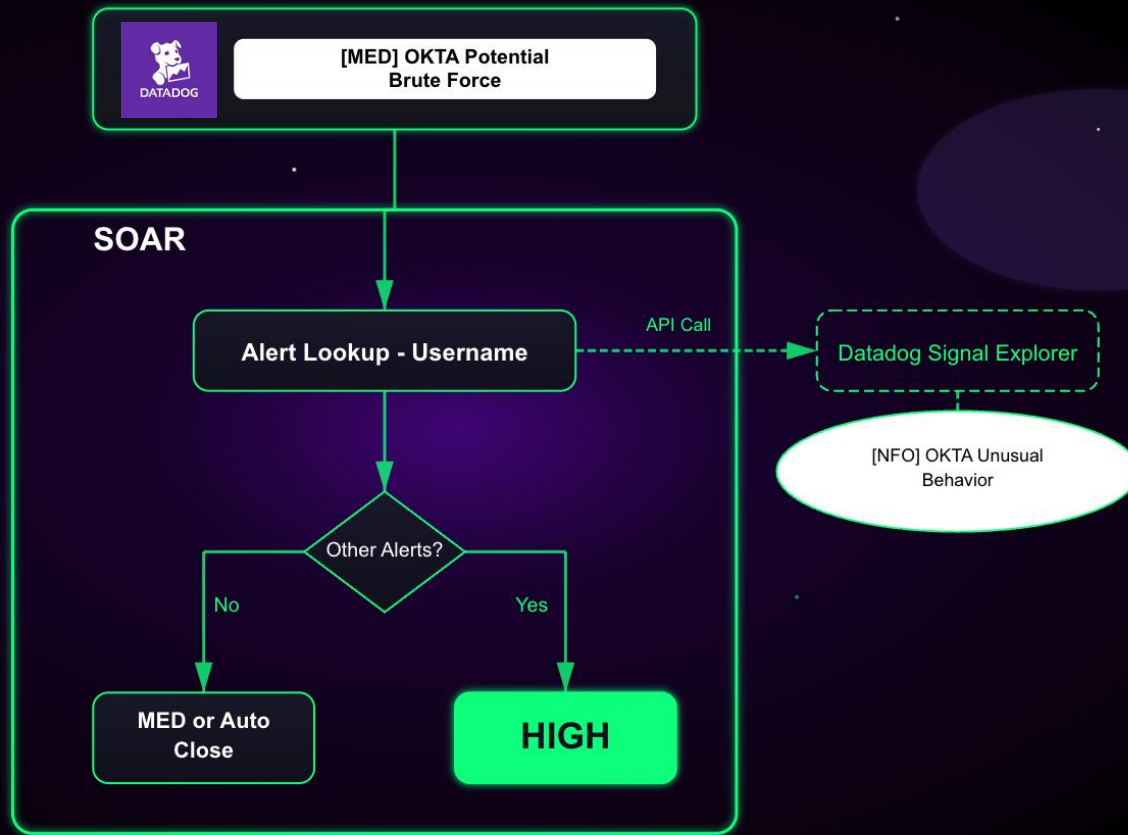 [MED] OKTA Potential
Brute Force
DATADOG
SOAR
Alert Lookup - Username
API Call
Datadog Signal Explorer
[NFO] OKTA Unusual
Behavior
Other Alerts?
No
Yes
MED or Auto
Close
HIGH